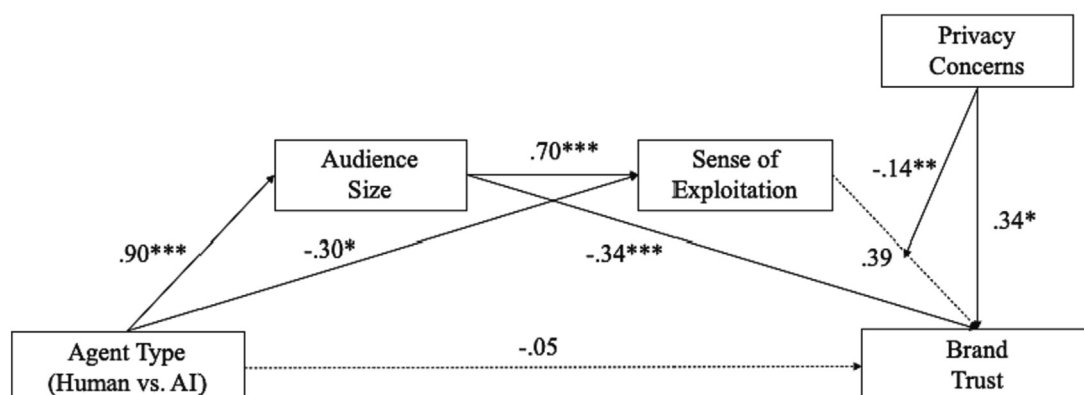 Privacy
Concerns
.70***
Audience
Size
Sense of
Exploitation
-.14**
.34*
.90***
-.30*
-.34***
.39
-.05
Agent Type
(Human vs. AI)
Brand
Trust